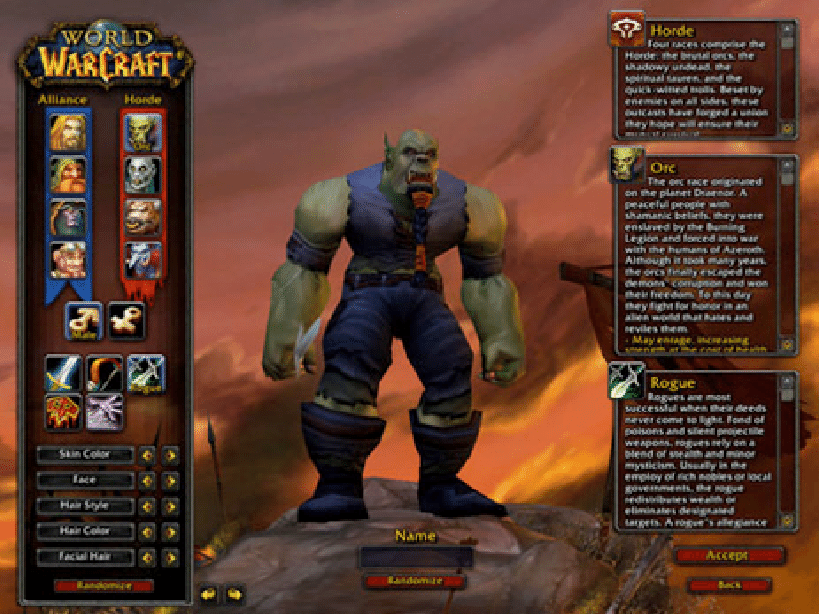 WORLD
WARCRAFT
Alliance
Horde
Male
Rogue
Skin Color
Face
Hair Style
Hair Color
Facial Hair
Randomize
Name
Randomize
Horde
Four races comprise the
Horde: the brutal orcs, the
shadowy undead, the
spiritual tauren, and the
quick-witted trolls. Beset by
enemies on all sides, these
outcasts have forged a union
they hope will ensure their
mutual survival.
Orc
The orc race originated
on the planet Draenor. A
peaceful people with
shamanic beliefs, they were
enslaved by the Burning
Legion and forced into war
with the humans of Azeroth.
Although it took many years,
the orcs finally escaped the
demons' corruption and won
their freedom. To this day
they fight for honor in an
alien world that hates and
reviles them.
- May enrage, increasing
strength at the cost of health
Rogue
Rogues are most
successful when their deeds
never come to light. Fond of
poisons and silent projectile
weapons, rogues rely on a
blend of stealth and minor
mysticism. Usually in the
employ of rich nobles or local
governments, the rogue
redistributes wealth or
eliminates designated
targets. A rogue's allegiance
Accept
Back